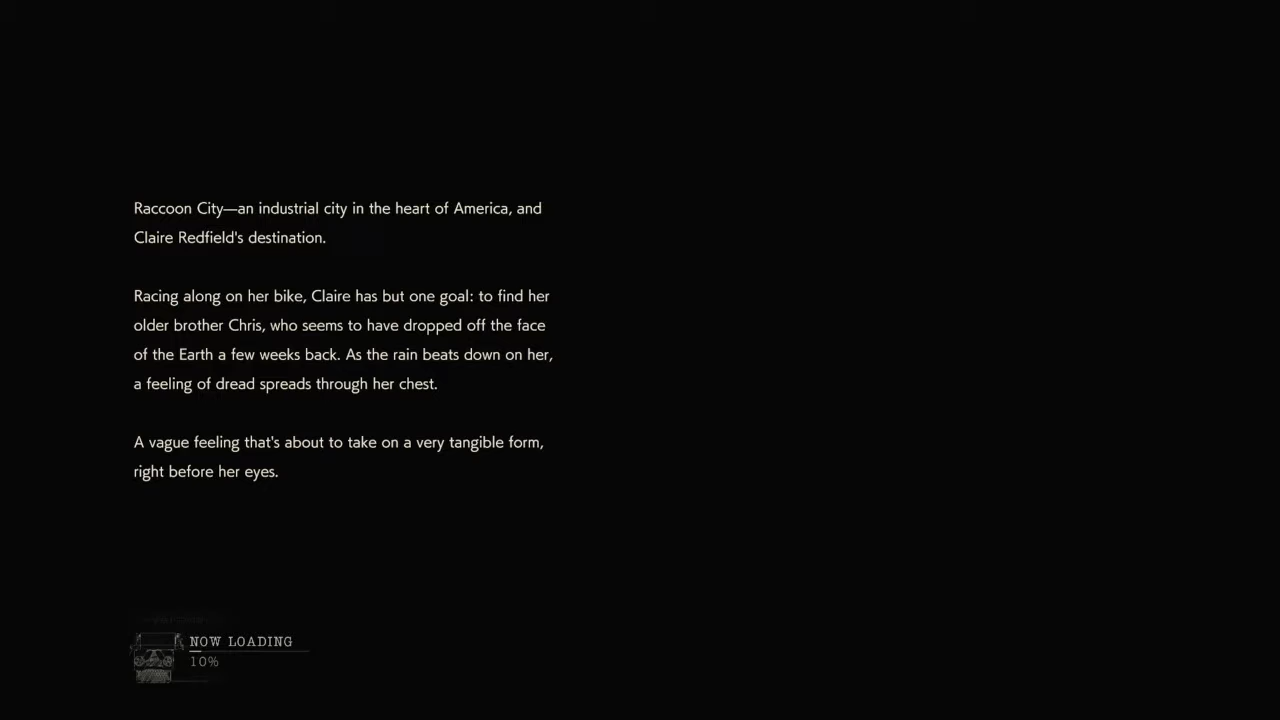 Raccoon City—an industrial city in the heart of America, and
Claire Redfield's destination.
Racing along on her bike, Claire has but one goal: to find her
older brother Chris, who seems to have dropped off the face
of the Earth a few weeks back. As the rain beats down on her,
a feeling of dread spreads through her chest.
A vague feeling that's about to take on a very tangible form,
right before her eyes.
NOW LOADING
10%